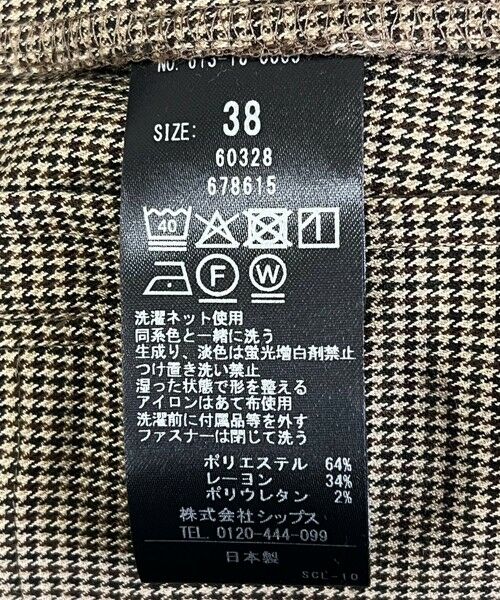 SIZE: 38
60328
678615
40
F W
洗濯ネット使用
同系色と一緒に洗う
生成り、淡色は蛍光増白剤禁止
つけ置き洗い禁止
湿った状態で形を整える
アイロンはあて布使用
洗濯前に付属品等を外す
ファスナーは閉じて洗う
ポリエステル 64%
レーヨン 34%
ポリウレタン 2%
株式会社シップス
TEL. 0120-444-099
日本製
SCL-10